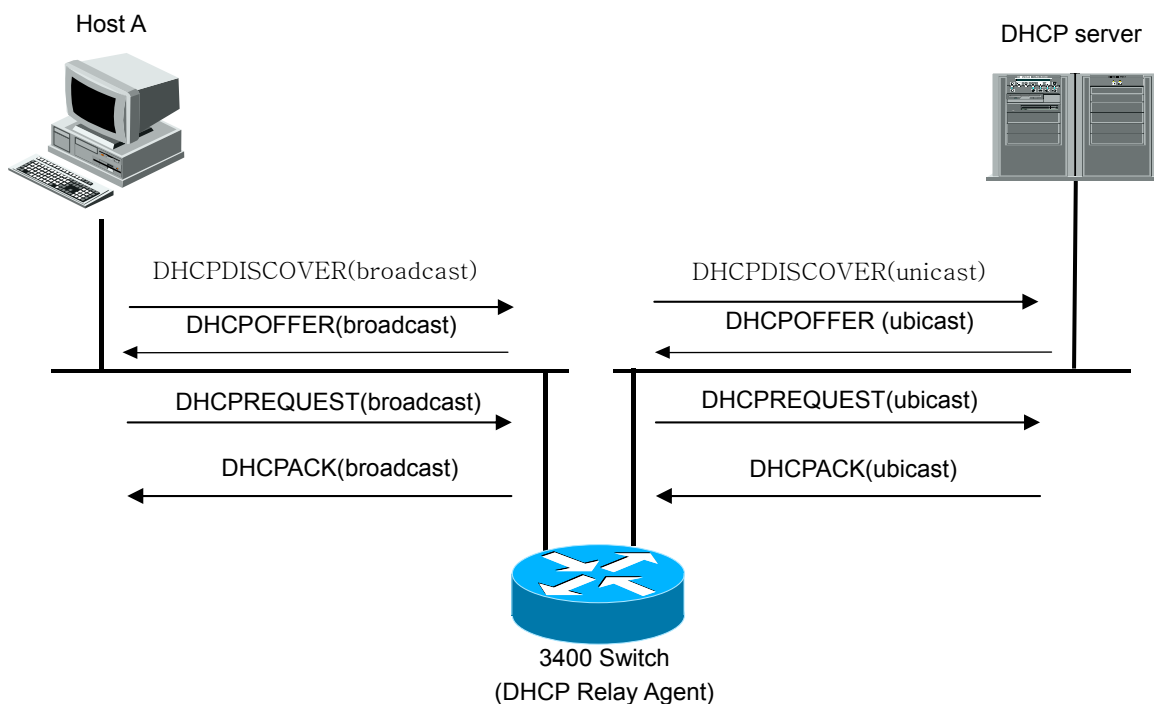 Host A
DHCP server
DHCPDISCOVER(broadcast)
DHCPDISCOVER(unicast)
DHCPOFFER(broadcast)
DHCPOFFER (ubicast)
DHCPREQUEST(broadcast)
DHCPREQUEST(ubicast)
DHCPACK(broadcast)
DHCPACK(ubicast)
3400 Switch
(DHCP Relay Agent)